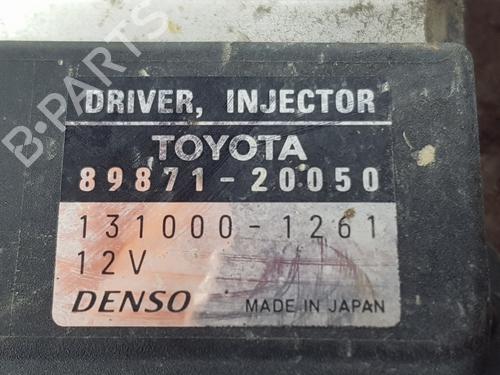 DRIVER, INJECTOR
TOYOTA
89871-20050
131000-1261
12V
DENSO MADE IN JAPAN
B-PARTS